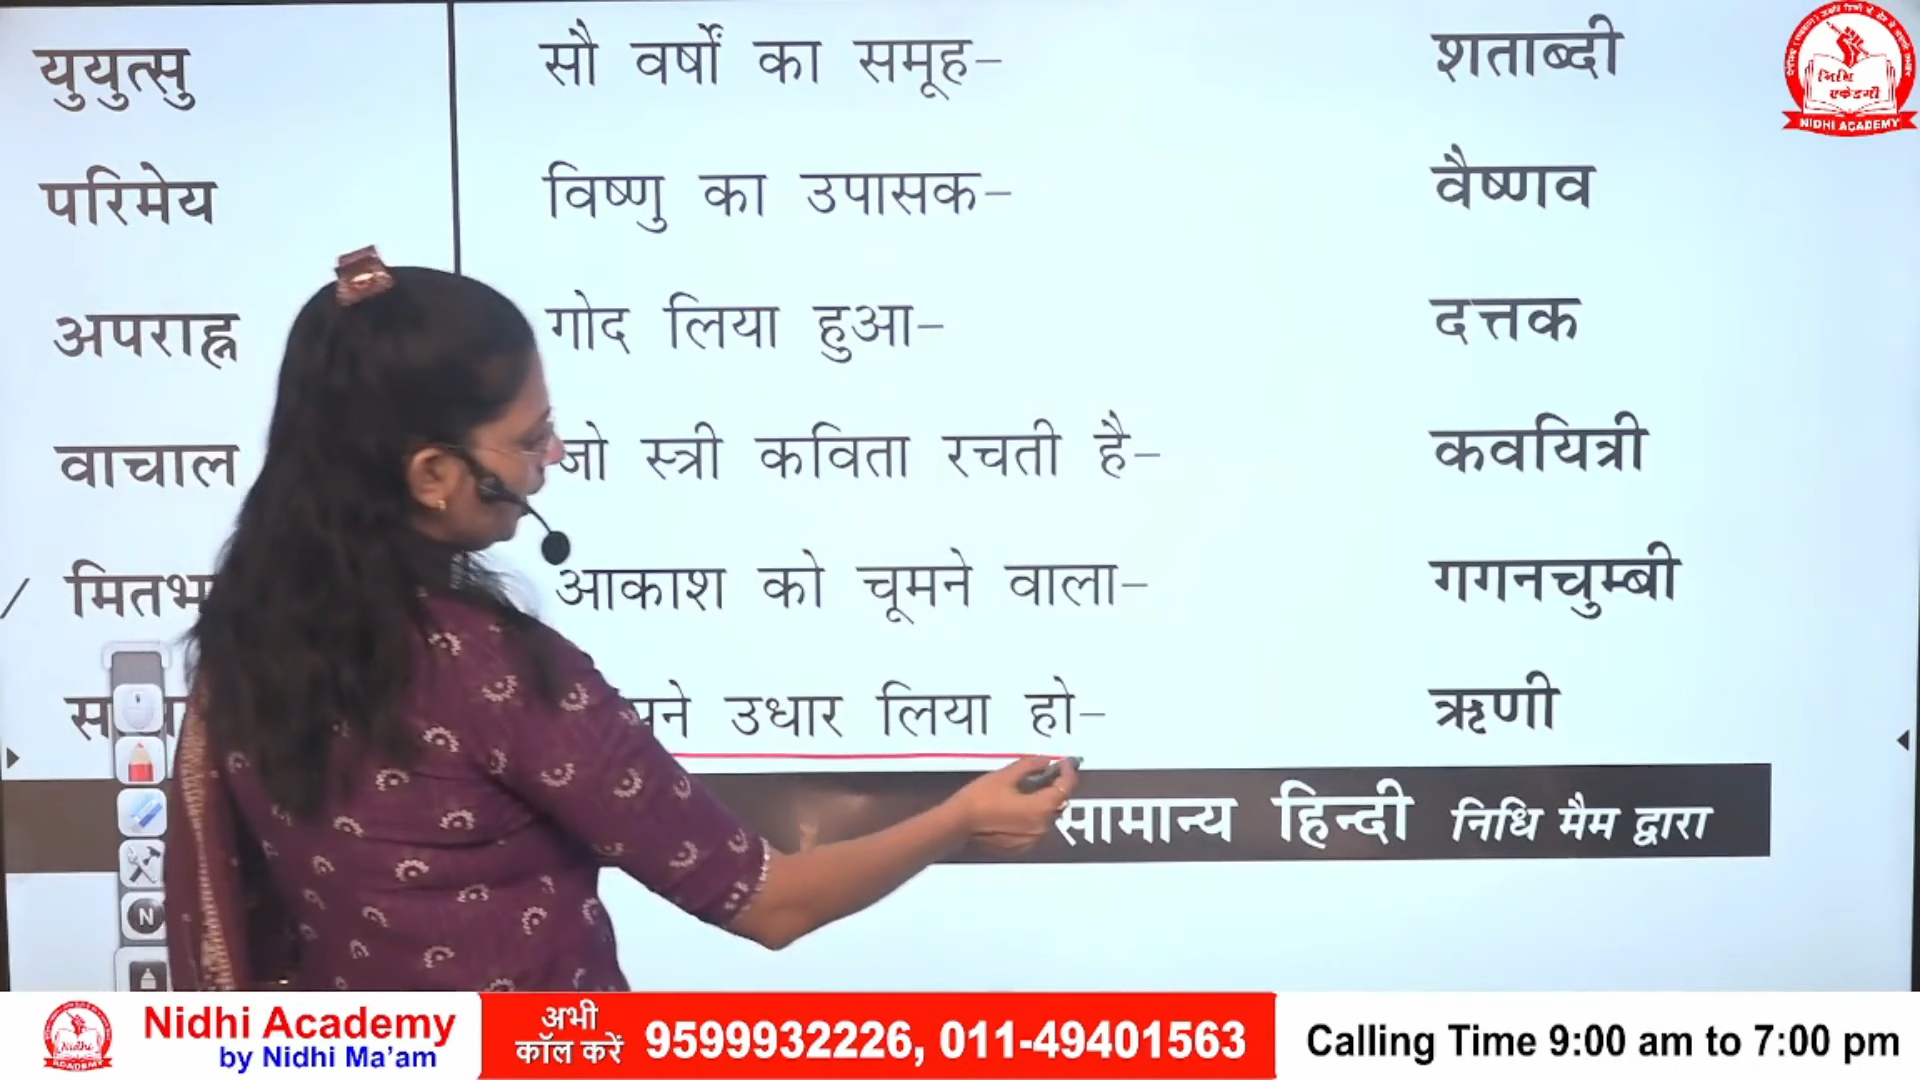 युयुत्सु
सौ वर्षों का समूह-
शताब्दी
परिमेय
विष्णु का उपासक-
वैष्णव
अपराह्न
गोद लिया हुआ-
दत्तक
वाचाल
जो स्त्री कविता रचती है-
कवयित्री
आकाश को चूमने वाला-
गगनचुम्बी
उधार लिया हो-
ऋणी
सामान्य हिन्दी निधि मैम द्वारा
N
निधि
एकेडमी
NIDHI ACADEMY
Nidhi Academy
by Nidhi Ma'am
अभी
कॉल करें
9599932226, 011-49401563
Calling Time 9:00 am to 7:00 pm